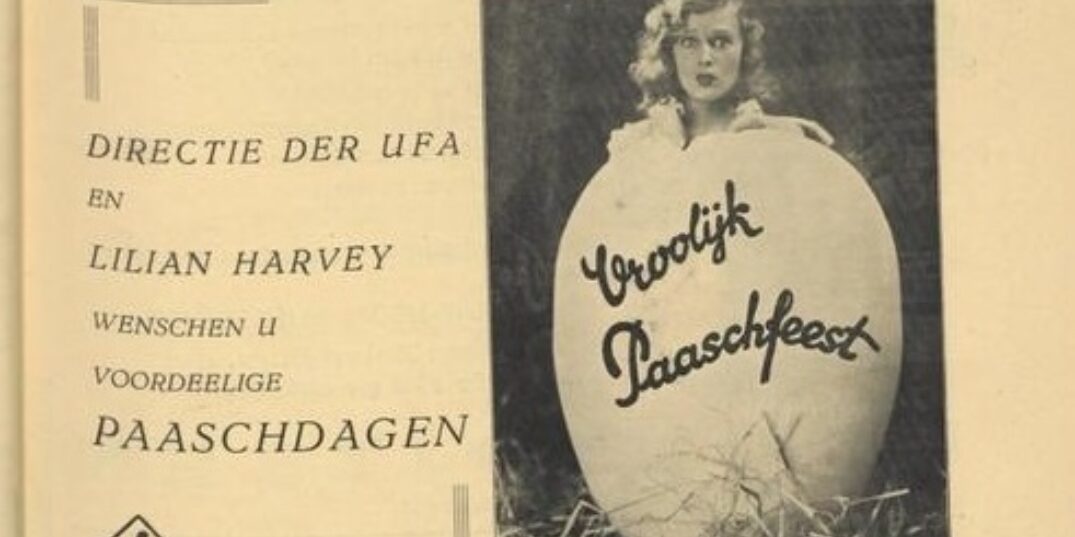 DIRECTIE DER UFA
EN
LILIAN HARVEY
WENSCHEN U
VOORDEELIGE
PAASCHDAGEN
Vroolijk
Paaschfeest